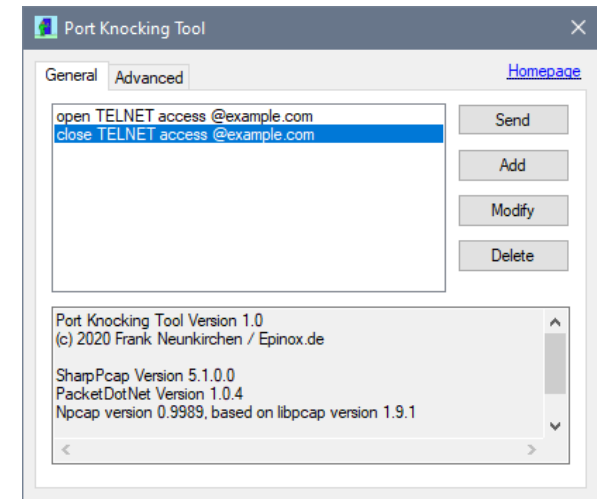 Port Knocking Tool
General Advanced Homepage
open TELNET access @example.com
close TELNET access @example.com
Send
Add
Modify
Delete
Port Knocking Tool Version 1.0
(c) 2020 Frank Neunkirchen / Epinox.de
SharpPcap Version 5.1.0.0
PacketDotNet Version 1.0.4
Npcap version 0.9989, based on libpcap version 1.9.1